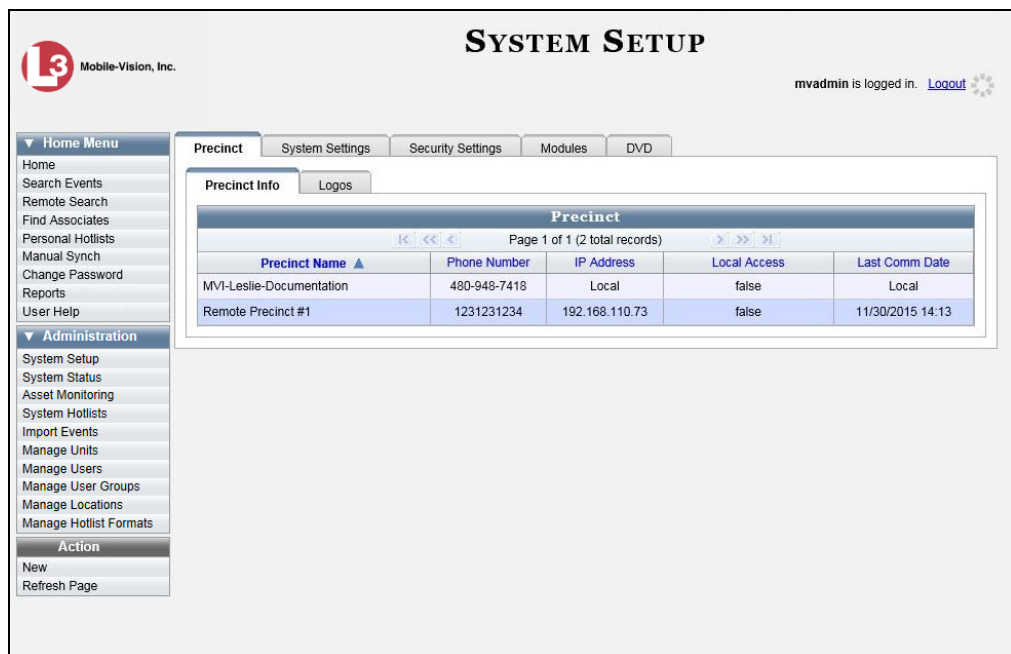 SYSTEM SETUP
L3 Mobile-Vision, Inc.
mvadmin is logged in. Logout
▼ Home Menu
Home
Search Events
Remote Search
Find Associates
Personal Hotlists
Manual Synch
Change Password
Reports
User Help
▼ Administration
System Setup
System Status
Asset Monitoring
System Hotlists
Import Events
Manage Units
Manage Users
Manage User Groups
Manage Locations
Manage Hotlist Formats
Action
New
Refresh Page
Precinct System Settings Security Settings Modules DVD
Precinct Info Logos
Precinct
Page 1 of 1 (2 total records)
Precinct Name ▲ Phone Number IP Address Local Access Last Comm Date
MVI-Leslie-Documentation 480-948-7418 Local false Local
Remote Precinct #1 1231231234 192.168.110.73 false 11/30/2015 14:13